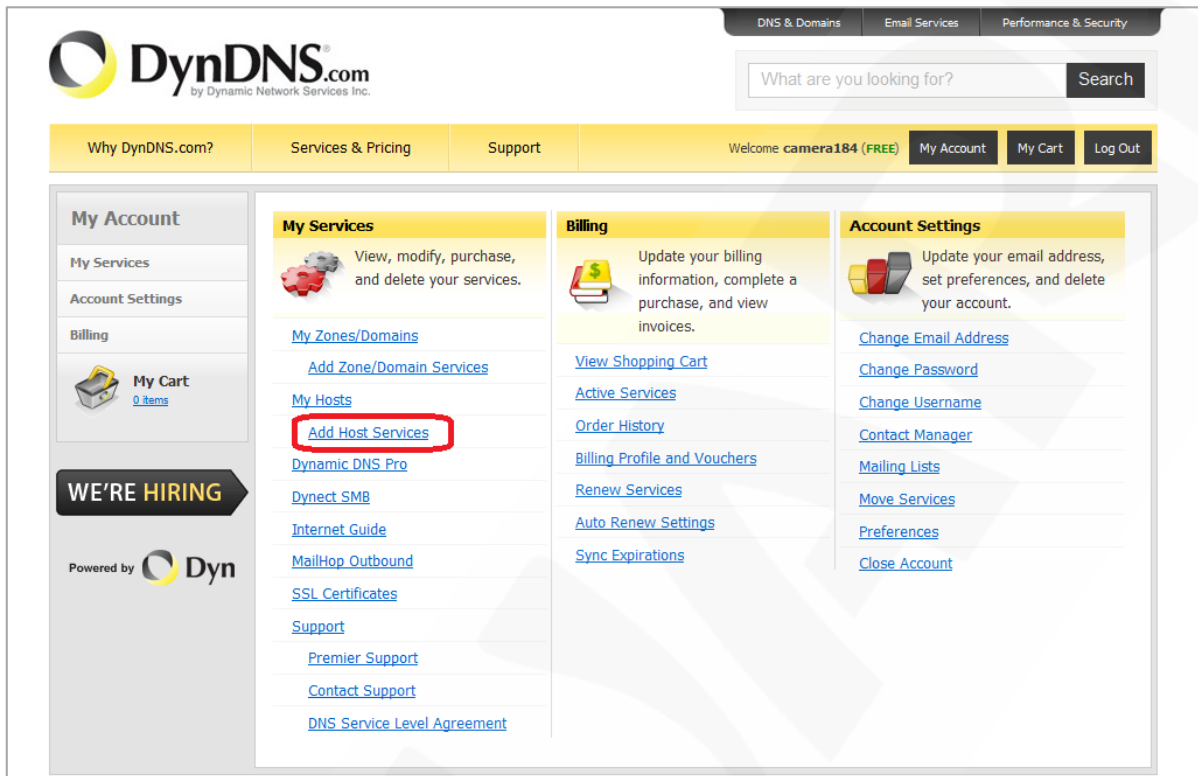 DNS & Domains Email Services Performance & Security
DynDNS.com
by Dynamic Network Services Inc.
What are you looking for? Search
Why DynDNS.com? Services & Pricing Support Welcome camera184 (FREE) My Account My Cart Log Out
My Account
My Services
Account Settings
Billing
My Cart
0 items
WE'RE HIRING
Powered by Dyn
My Services
View, modify, purchase,
and delete your services.
My Zones/Domains
Add Zone/Domain Services
My Hosts
Add Host Services
Dynamic DNS Pro
Dynect SMB
Internet Guide
MailHop Outbound
SSL Certificates
Support
Premier Support
Contact Support
DNS Service Level Agreement
Billing
Update your billing
information, complete a
purchase, and view
invoices.
View Shopping Cart
Active Services
Order History
Billing Profile and Vouchers
Renew Services
Auto Renew Settings
Sync Expirations
Account Settings
Update your email address,
set preferences, and delete
your account.
Change Email Address
Change Password
Change Username
Contact Manager
Mailing Lists
Move Services
Preferences
Close Account